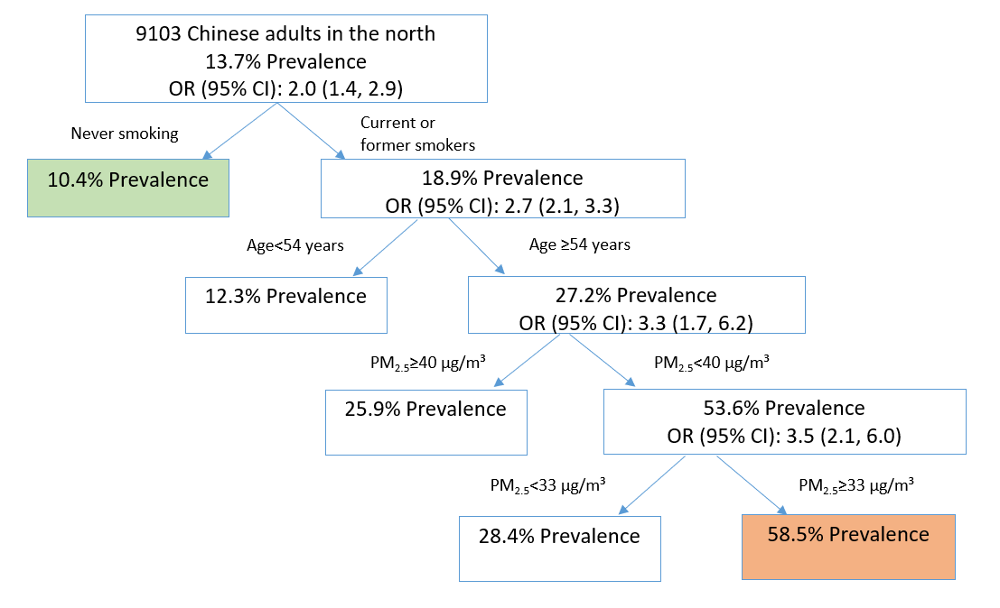 9103 Chinese adults in the north
13.7% Prevalence
OR (95% CI): 2.0 (1.4, 2.9)
Never smoking
Current or
former smokers
10.4% Prevalence
18.9% Prevalence
OR (95% CI): 2.7 (2.1, 3.3)
Age<54 years
Age ≥54 years
12.3% Prevalence
27.2% Prevalence
OR (95% CI): 3.3 (1.7, 6.2)
PM₂.₅≥40 µg/m³
PM₂.₅<40 µg/m³
25.9% Prevalence
53.6% Prevalence
OR (95% CI): 3.5 (2.1, 6.0)
PM₂.₅<33 µg/m³
PM₂.₅≥33 µg/m³
28.4% Prevalence
58.5% Prevalence